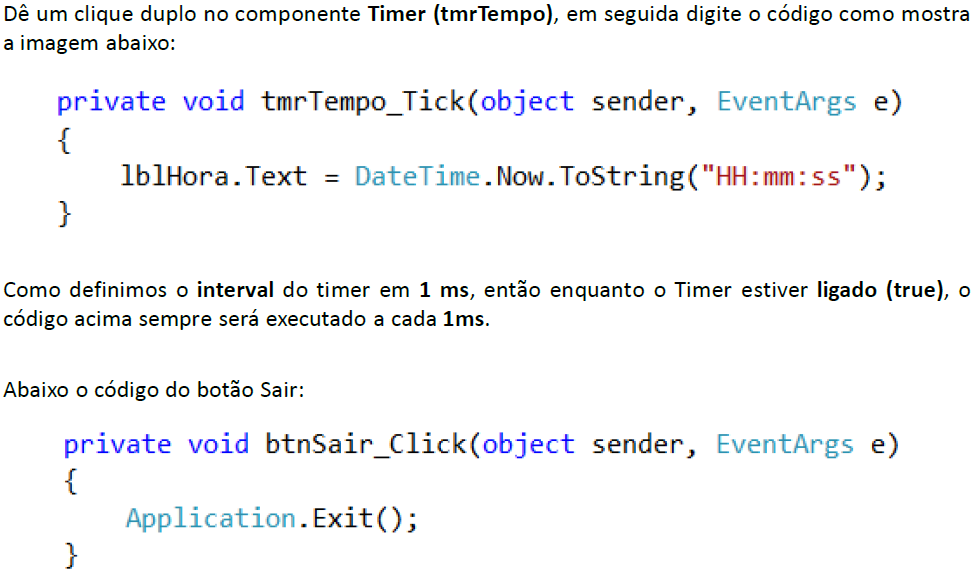 Dê um clique duplo no componente Timer (tmrTempo), em seguida digite o código como mostra
a imagem abaixo:
private void tmrTempo_Tick(object sender, EventArgs e)
{
lblHora.Text = DateTime.Now.ToString("HH:mm:ss");
}
Como definimos o interval do timer em 1 ms, então enquanto o Timer estiver ligado (true), o
código acima sempre será executado a cada 1ms.
Abaixo o código do botão Sair:
private void btnSair_Click(object sender, EventArgs e)
{
Application.Exit();
}